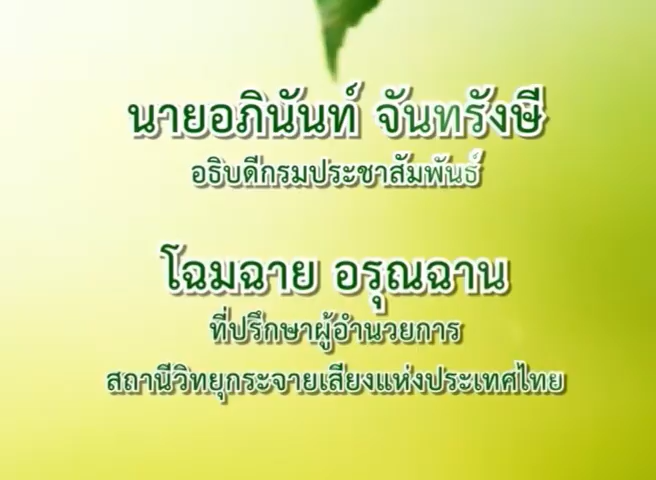 นายอภินันท์ จันทรังษี
อธิบดีกรมประชาสัมพันธ์
โฉมฉาย อรุณฉาน
ที่ปรึกษาผู้อำนวยการ
สถานีวิทยุกระจายเสียงแห่งประเทศไทย